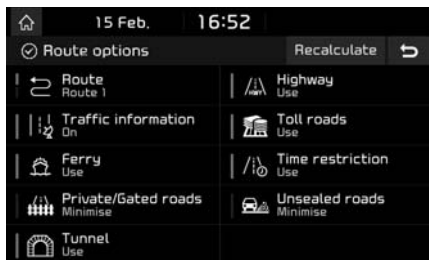 15 Feb. 16:52
Route options Recalculate
Route
Route 1
Highway
Use
Traffic information
On
Toll roads
Use
Ferry
Use
Time restriction
Use
Private/Gated roads
Minimise
Unsealed roads
Minimise
Tunnel
Use